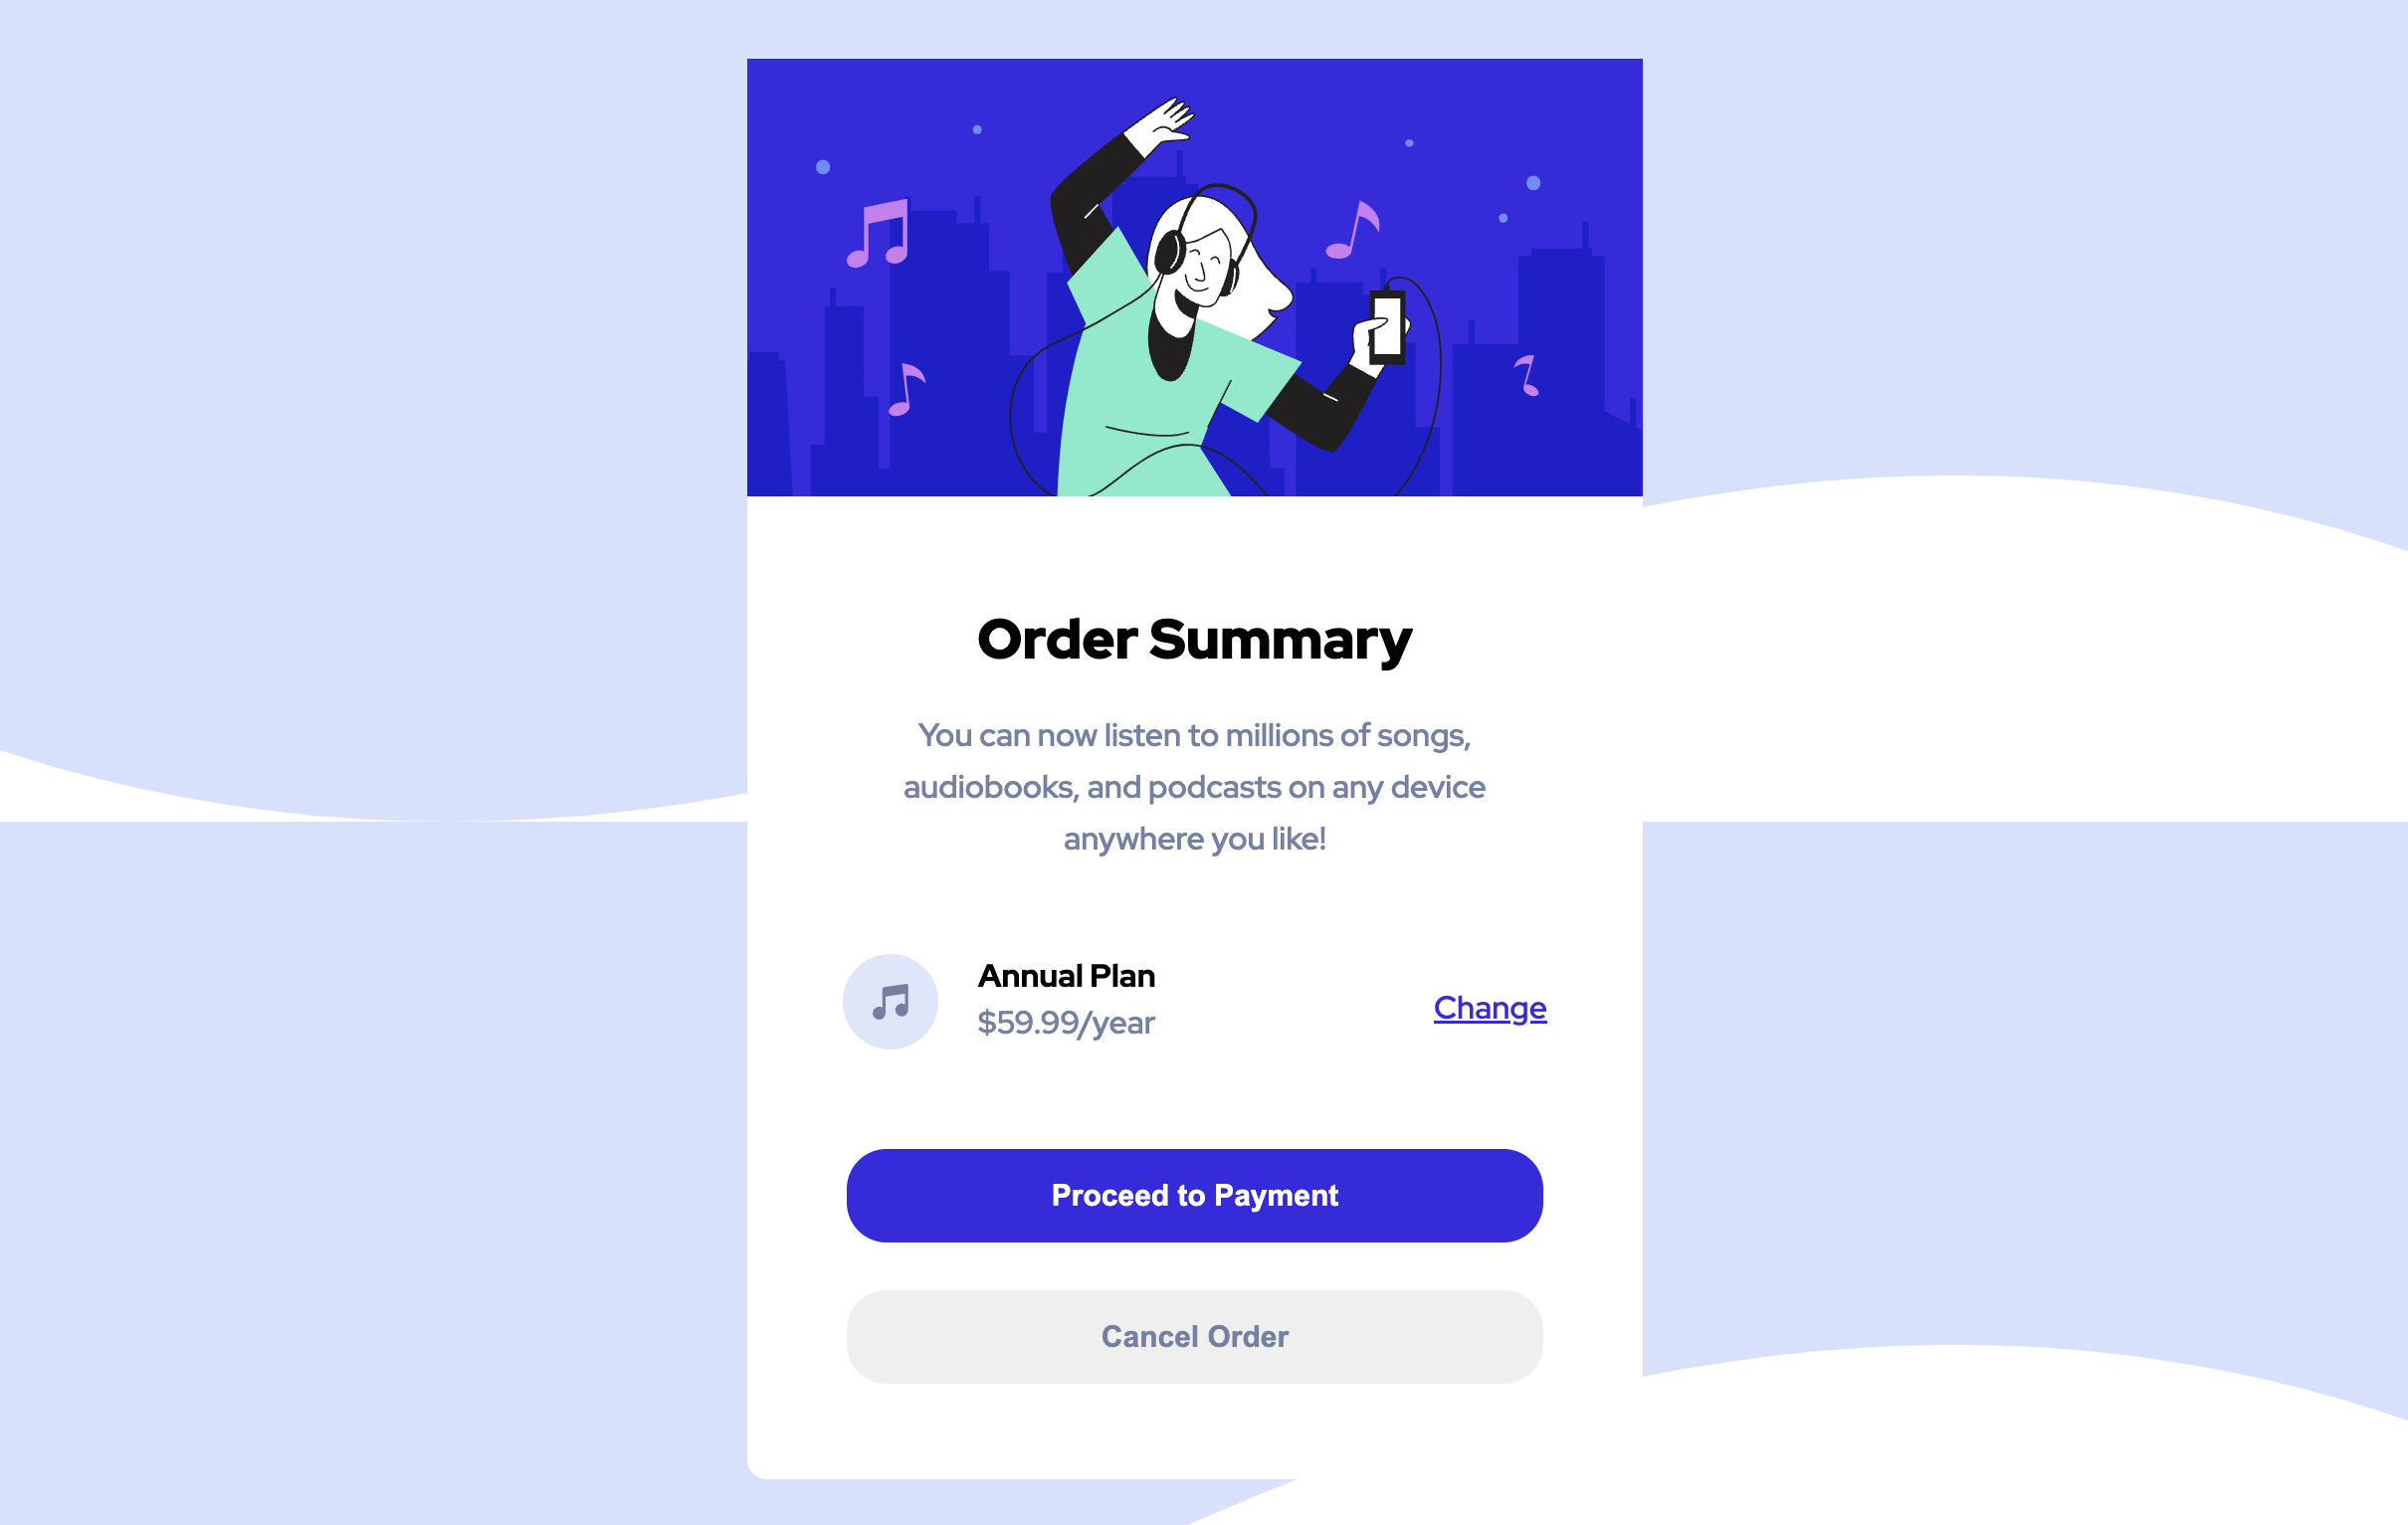 Order Summary
You can now listen to millions of songs,
audiobooks, and podcasts on any device
anywhere you like!
Annual Plan
$59.99/year
Change
Proceed to Payment
Cancel Order